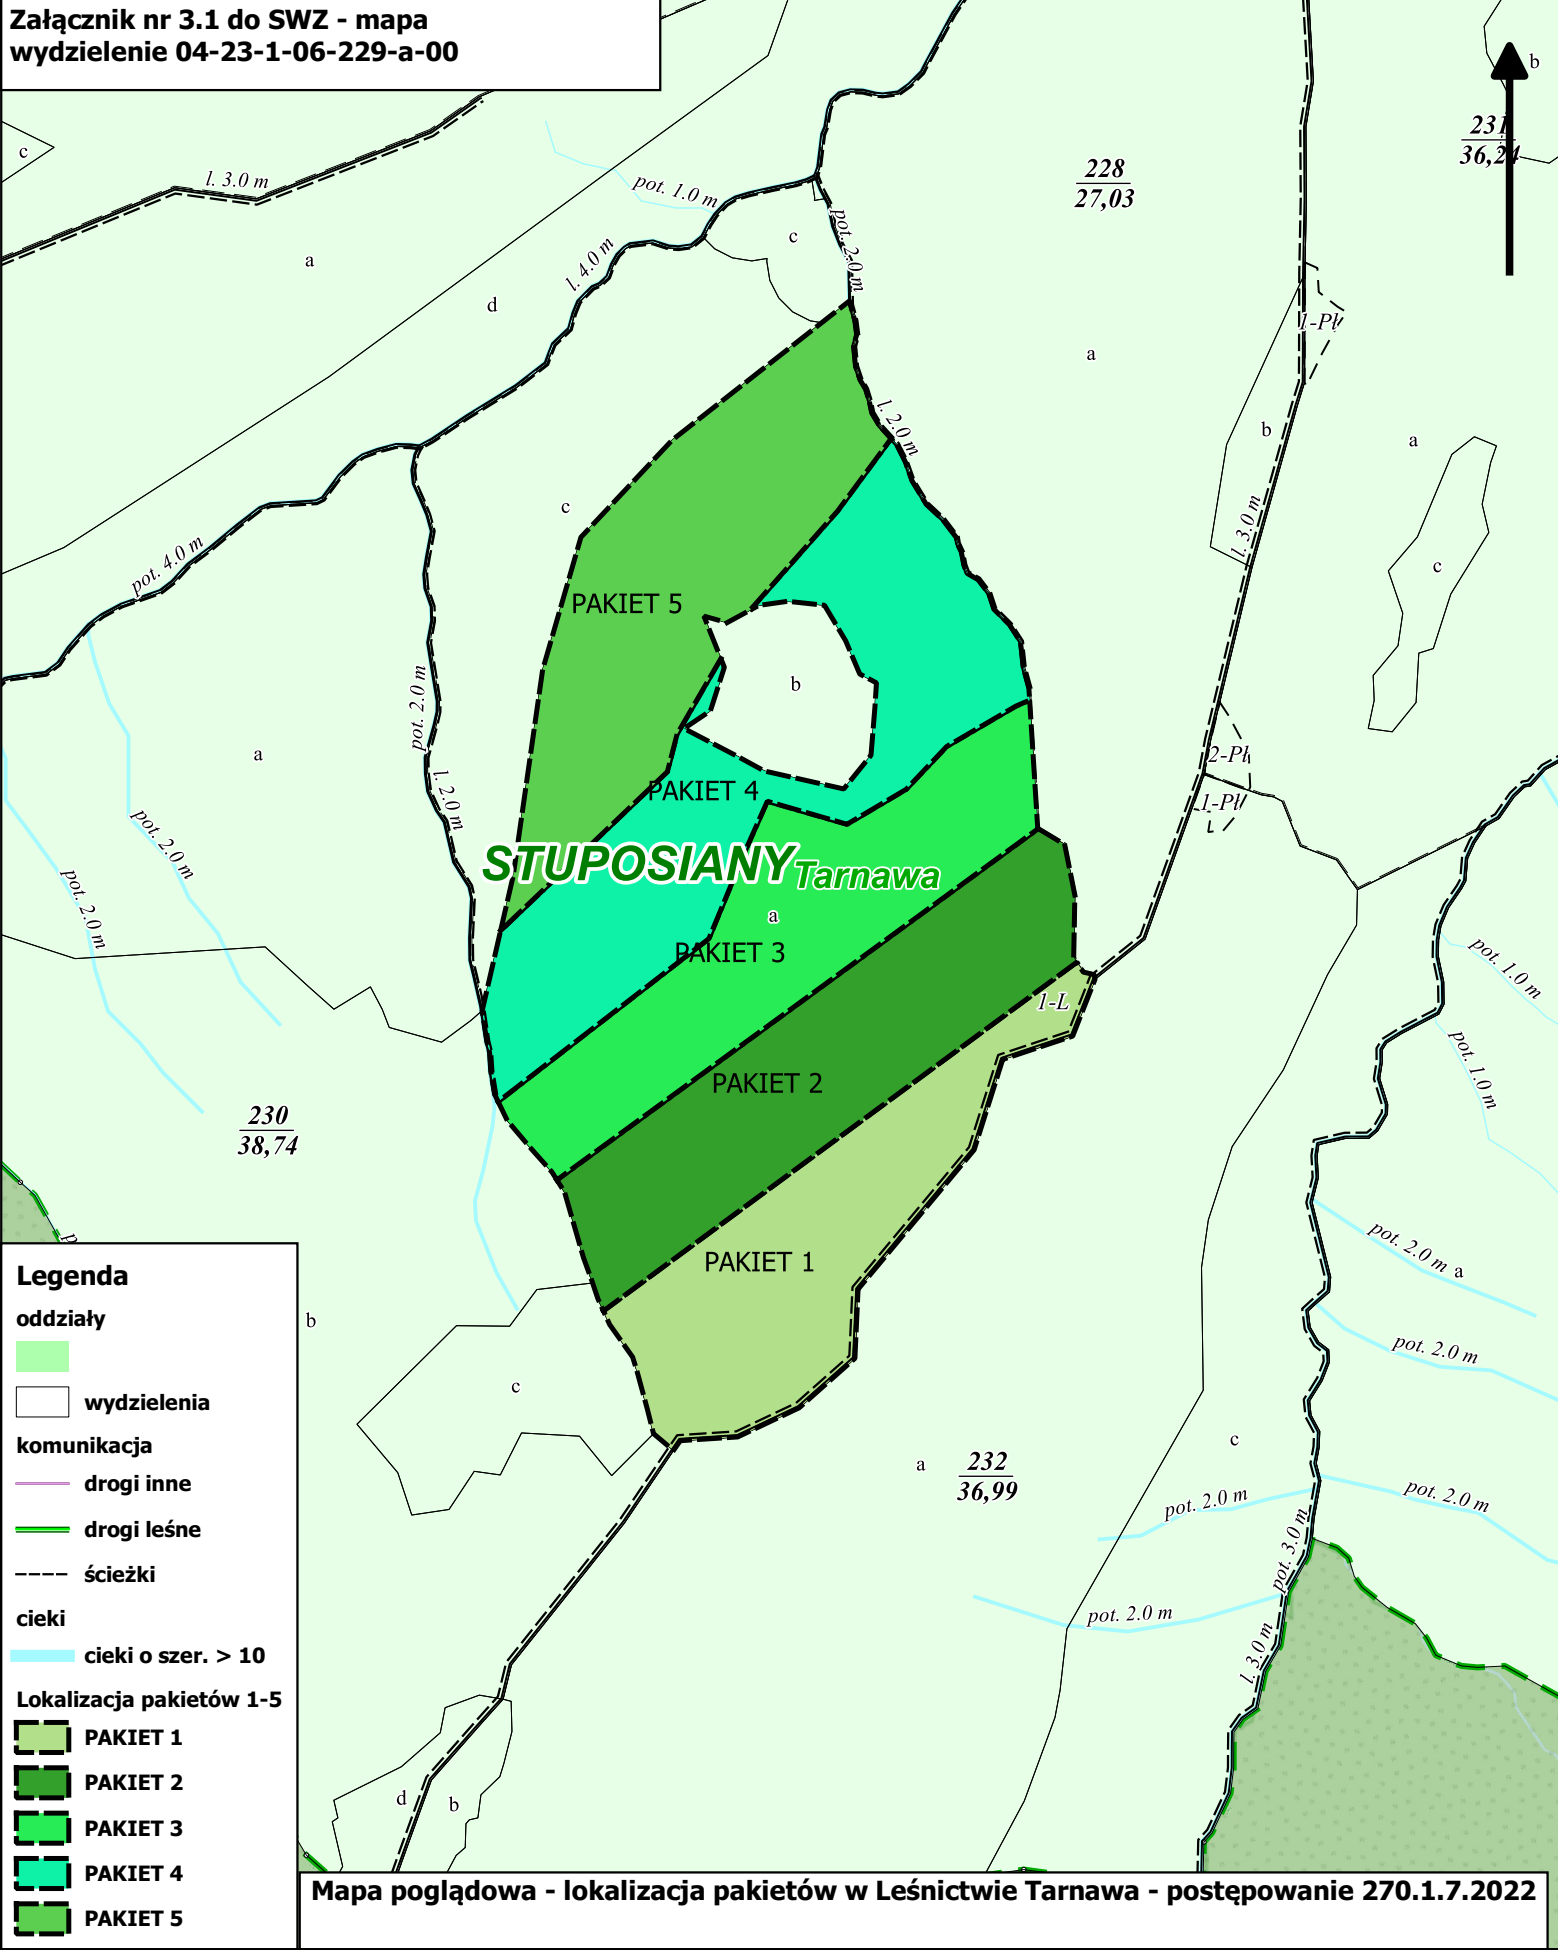 Załącznik nr 3.1 do SWZ - mapa
wydzielenie 04-23-1-06-229-a-00
b
231
36,24
c
l. 3.0 m
pot. 1.0 m
228
27,03
a
l. 4.0 m
c
pot. 2.0 m
d
1-Pł
a
l. 2.0 m
b
a
c
l. 3.0 m
pot. 4.0 m
c
PAKIET 5
b
pot. 2.0 m
a
2-Pł
PAKIET 4
l. 2.0 m
1-Pł
pot. 2.0 m
STUPOSIANY
Tarnawa
pot. 2.0 m
a
PAKIET 3
pot. 1.0 m
1-L
pot. 1.0 m
PAKIET 2
230
38,74
p
pot. 2.0 m
a
PAKIET 1
b
pot. 2.0 m
c
c
a
232
36,99
pot. 2.0 m
pot. 2.0 m
pot. 3.0 m
pot. 2.0 m
l. 3.0 m
d
b
Legenda
oddziały
wydzielenia
komunikacja
drogi inne
drogi leśne
ścieżki
cieki
cieki o szer. > 10
Lokalizacja pakietów 1-5
PAKIET 1
PAKIET 2
PAKIET 3
PAKIET 4
PAKIET 5
Mapa poglądowa - lokalizacja pakietów w Leśnictwie Tarnawa - postępowanie 270.1.7.2022